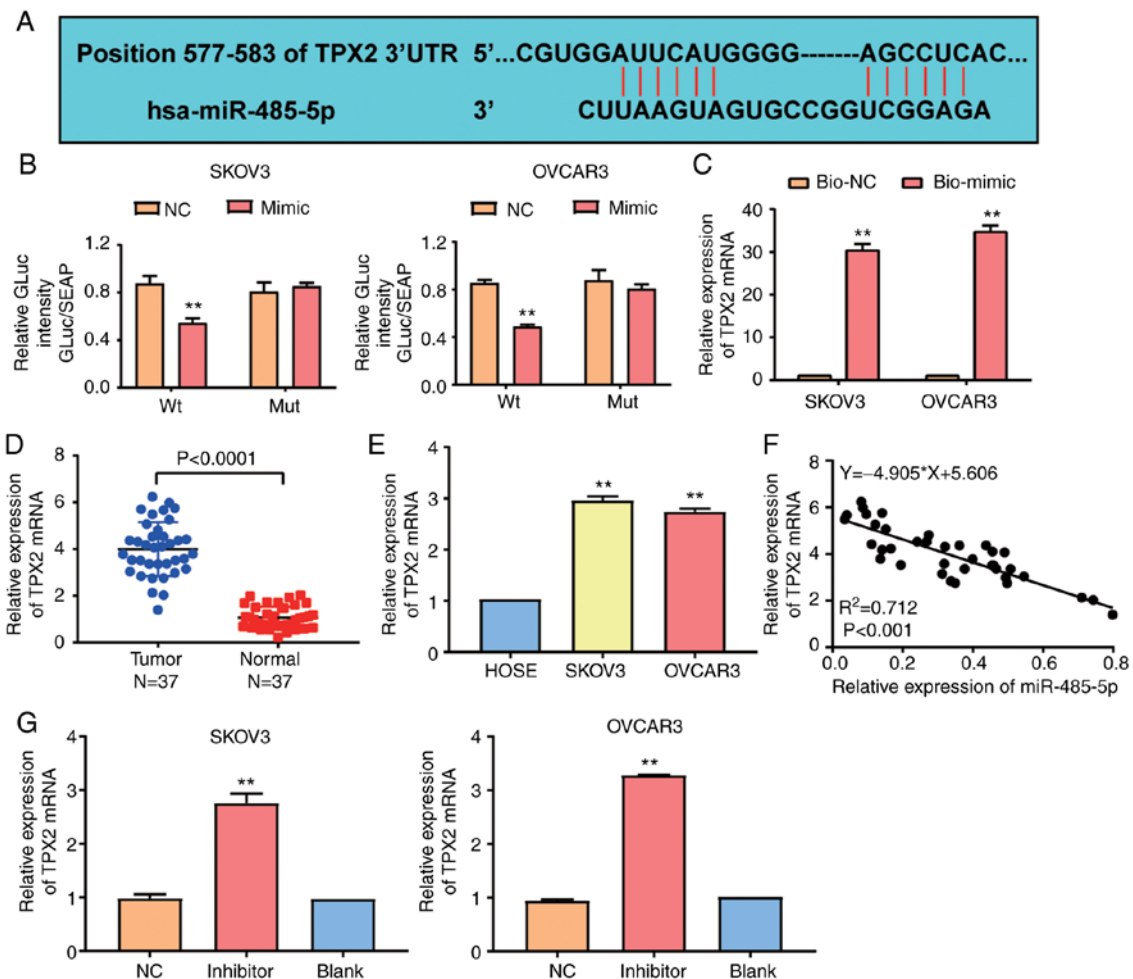 A
Position 577-583 of TPX2 3'UTR 5'...CGUGGAUUCAUGGGG-------AGCCUCAC...
hsa-miR-485-5p 3' CUUAAGUAGUGCCGGUCGGAGA
B
SKOV3
NC Mimic
Relative GLuc
intensity
GLuc/SEAP
1.2
0.8
0.4
0.0
**
Wt Mut
OVCAR3
NC Mimic
Relative GLuc
intensity
GLuc/SEAP
1.2
0.8
0.4
0.0
**
Wt Mut
C
Bio-NC Bio-mimic
Relative expression
of TPX2 mRNA
40
30
20
10
0
** **
SKOV3 OVCAR3
D
P<0.0001
Relative expression
of TPX2 mRNA
8
6
4
2
0
Tumor Normal
N=37 N=37
E
Relative expression
of TPX2 mRNA
4
3
2
1
0
** **
HOSE SKOV3 OVCAR3
F
Y=–4.905*X+5.606
Relative expression
of TPX2 mRNA
8
6
4
2
0
R²=0.712
P<0.001
0.0 0.2 0.4 0.6 0.8
Relative expression of miR-485-5p
G
SKOV3
Relative expression
of TPX2 mRNA
4
3
2
1
0
**
NC Inhibitor Blank
OVCAR3
Relative expression
of TPX2 mRNA
4
3
2
1
0
**
NC Inhibitor Blank